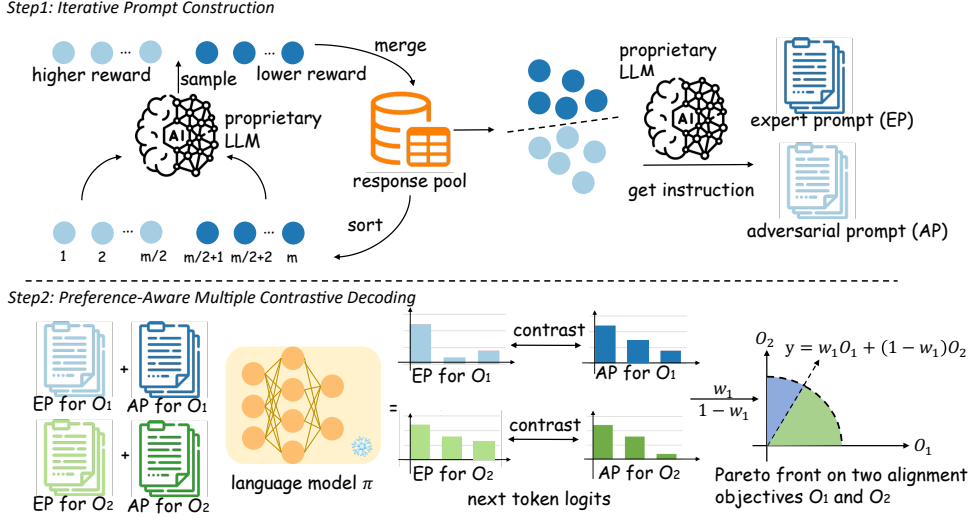 Step1: Iterative Prompt Construction
higher reward
lower reward
sample
merge
AI
proprietary
LLM
response pool
sort
1
2
...
m/2
m/2+1
m/2+2
...
m
proprietary
LLM
AI
get instruction
expert prompt (EP)
adversarial prompt (AP)
Step2: Preference-Aware Multiple Contrastive Decoding
EP for O₁
+
AP for O₁
EP for O₂
+
AP for O₂
language model π
=
EP for O₁
contrast
AP for O₁
EP for O₂
contrast
AP for O₂
next token logits
w₁
1 − w₁
O₂
y = w₁O₁ + (1 − w₁)O₂
O₁
Pareto front on two alignment
objectives O₁ and O₂